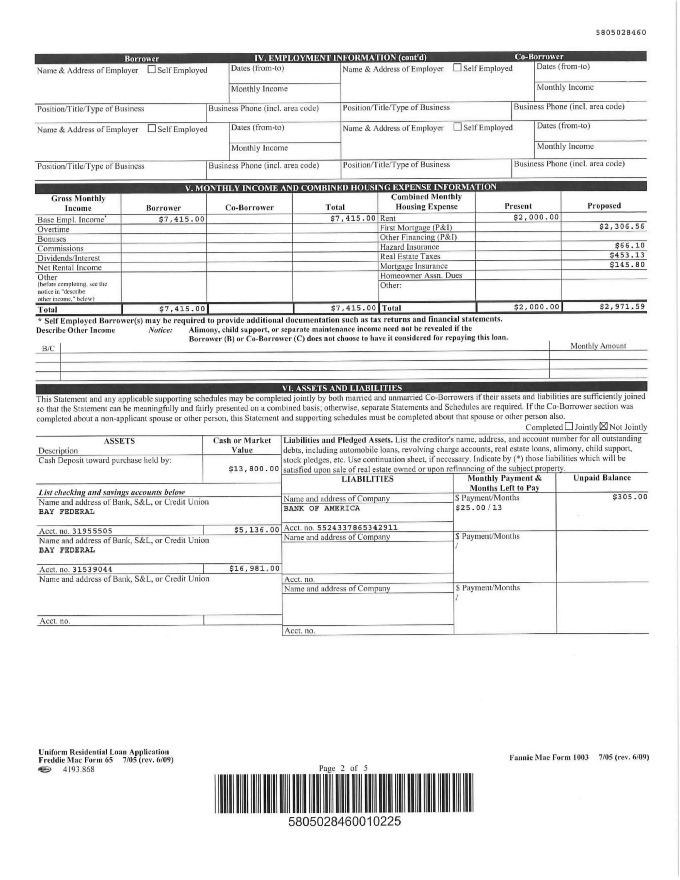 5805028460
Borrower IV. EMPLOYMENT INFORMATION (cont'd) Co-Borrower
Name & Address of Employer ☐ Self Employed Dates (from-to) Name & Address of Employer ☐ Self Employed Dates (from-to)
Monthly Income Monthly Income
Position/Title/Type of Business Business Phone (incl. area code) Position/Title/Type of Business Business Phone (incl. area code)
Name & Address of Employer ☐ Self Employed Dates (from-to) Name & Address of Employer ☐ Self Employed Dates (from-to)
Monthly Income Monthly Income
Position/Title/Type of Business Business Phone (incl. area code) Position/Title/Type of Business Business Phone (incl. area code)
V. MONTHLY INCOME AND COMBINED HOUSING EXPENSE INFORMATION
Gross Monthly Income Borrower Co-Borrower Total Combined Monthly Housing Expense Present Proposed
Base Empl. Income* $7,415.00 $7,415.00 Rent $2,000.00
Overtime First Mortgage (P&I) $2,306.56
Bonuses Other Financing (P&I)
Commissions Hazard Insurance $66.10
Dividends/Interest Real Estate Taxes $453.13
Net Rental Income Mortgage Insurance $145.80
Other Homeowner Assn. Dues
(before completing, see the Other:
notice in "describe
other income," below)
Total $7,415.00 $7,415.00 Total $2,000.00 $2,971.59
* Self Employed Borrower(s) may be required to provide additional documentation such as tax returns and financial statements.
Describe Other Income Notice: Alimony, child support, or separate maintenance income need not be revealed if the
Borrower (B) or Co-Borrower (C) does not choose to have it considered for repaying this loan.
B/C Monthly Amount
VI. ASSETS AND LIABILITIES
This Statement and any applicable supporting schedules may be completed jointly by both married and unmarried Co-Borrowers if their assets and liabilities are sufficiently joined
so that the Statement can be meaningfully and fairly presented on a combined basis; otherwise, separate Statements and Schedules are required. If the Co-Borrower section was
completed about a non-applicant spouse or other person, this Statement and supporting schedules must be completed about that spouse or other person also.
Completed ☐ Jointly ☒ Not Jointly
ASSETS Cash or Market Value
Description
Cash Deposit toward purchase held by:
$13,800.00
Liabilities and Pledged Assets. List the creditor's name, address, and account number for all outstanding
debts, including automobile loans, revolving charge accounts, real estate loans, alimony, child support,
stock pledges, etc. Use continuation sheet, if necessary. Indicate by (*) those liabilities which will be
satisfied upon sale of real estate owned or upon refinancing of the subject property.
LIABILITIES Monthly Payment & Months Left to Pay Unpaid Balance
List checking and savings accounts below
Name and address of Bank, S&L, or Credit Union
BAY FEDERAL
Name and address of Company $ Payment/Months $305.00
BANK OF AMERICA $25.00/13
Acct. no. 31955505 $5,136.00 Acct. no. 5524337865342911
Name and address of Bank, S&L, or Credit Union Name and address of Company $ Payment/Months
BAY FEDERAL /
Acct. no. 31539044 $16,981.00
Name and address of Bank, S&L, or Credit Union Acct. no.
Name and address of Company $ Payment/Months
/
Acct. no.
Acct. no.
Uniform Residential Loan Application
Freddie Mac Form 65 7/05 (rev. 6/09) Fannie Mae Form 1003 7/05 (rev. 6/09)
4193.868 Page 2 of 5
5805028460010225